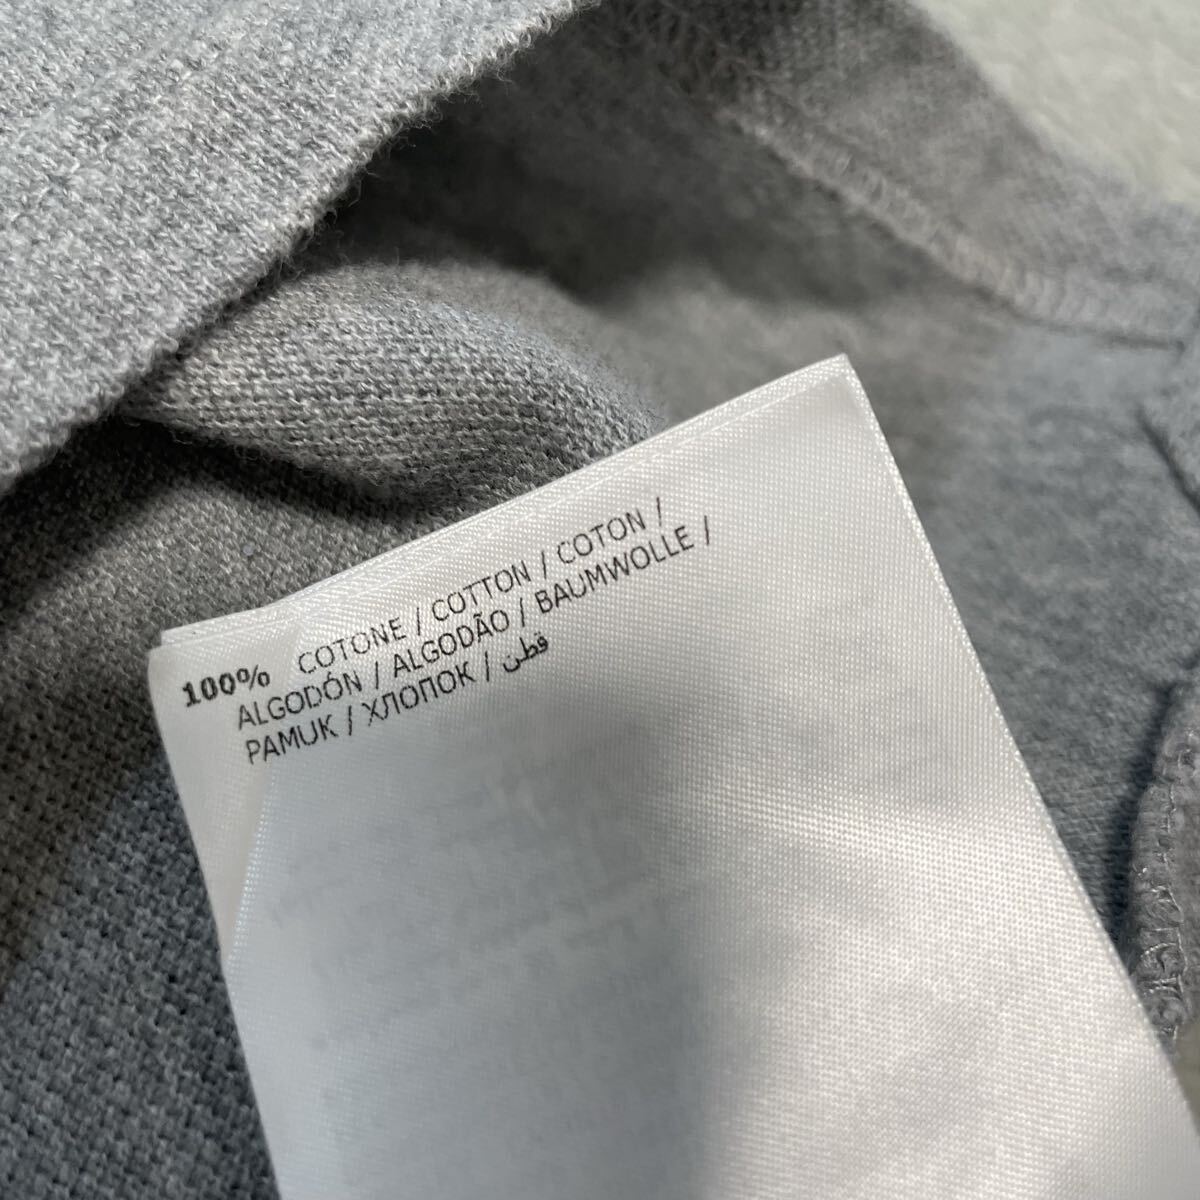 100% COTONE / COTTON / COTON /
ALGODÓN / ALGODÃO / BAUMWOLLE /
PAMUK / ХЛОПОК / قطن